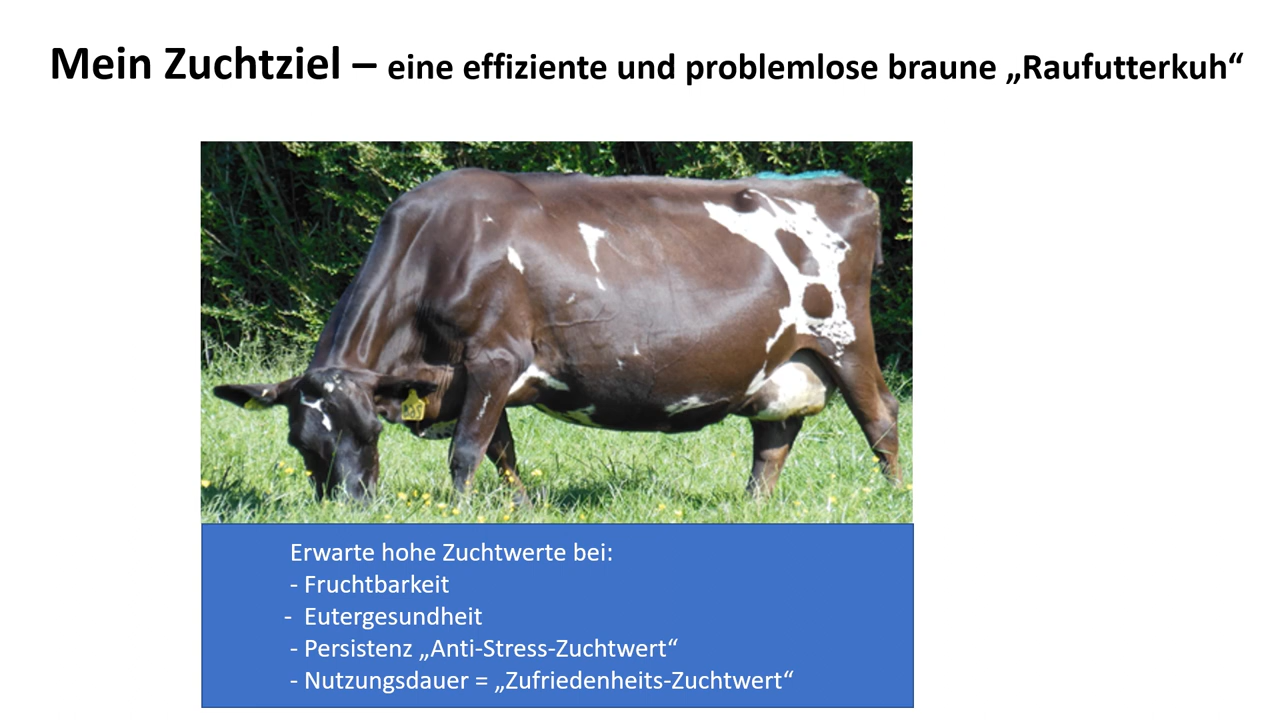 Mein Zuchtziel – eine effiziente und problemlose braune „Raufutterkuh“
Erwarte hohe Zuchtwerte bei:
- Fruchtbarkeit
- Eutergesundheit
- Persistenz „Anti-Stress-Zuchtwert“
- Nutzungsdauer = „Zufriedenheits-Zuchtwert“